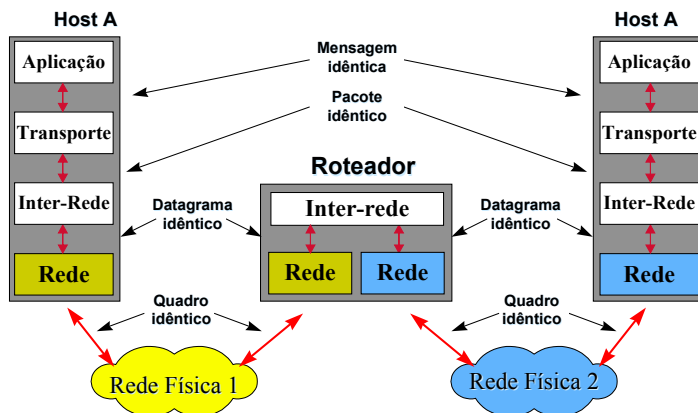 Host A
Host A
Aplicação
Mensagem
idêntica
Aplicação
Transporte
Pacote
idêntico
Transporte
Roteador
Inter-Rede
Datagrama
idêntico
Inter-rede
Datagrama
idêntico
Inter-Rede
Rede
Rede
Rede
Rede
Quadro
idêntico
Quadro
idêntico
Rede Física 1
Rede Física 2